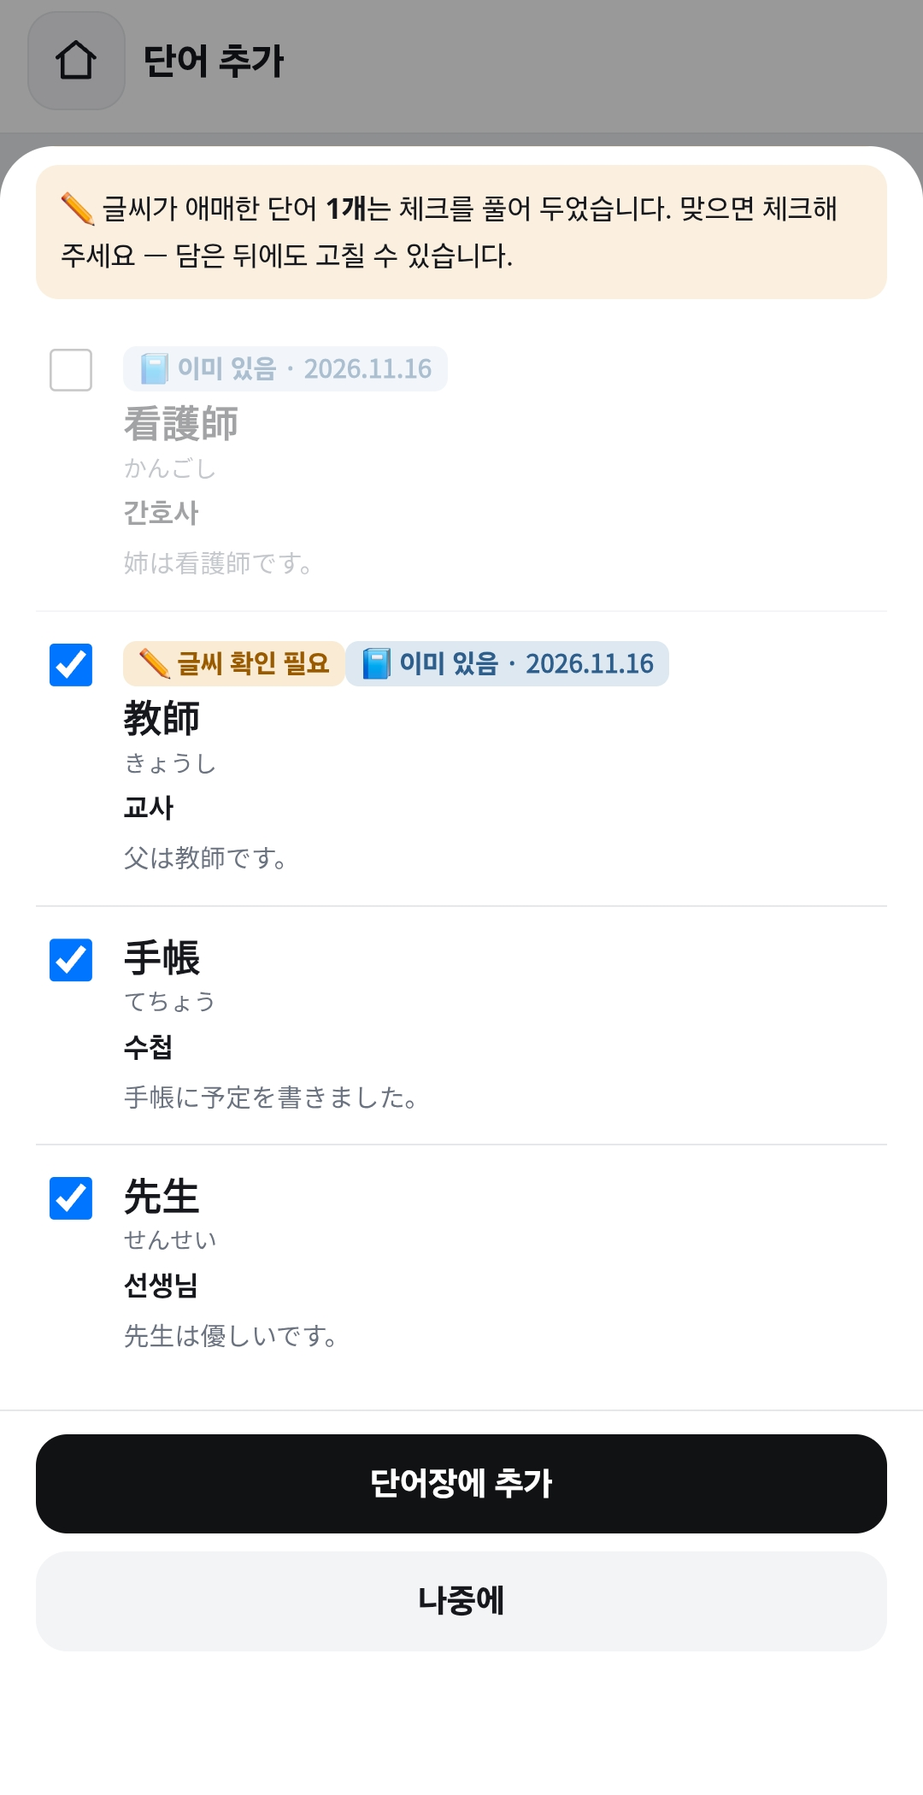 단어 추가
✏️ 글씨가 애매한 단어 1개는 체크를 풀어 두었습니다. 맞으면 체크해
주세요 — 담은 뒤에도 고칠 수 있습니다.
📘 이미 있음 · 2026.11.16
看護師
かんごし
간호사
姉は看護師です。
✏️ 글씨 확인 필요 📘 이미 있음 · 2026.11.16
教師
きょうし
교사
父は教師です。
手帳
てちょう
수첩
手帳に予定を書きました。
先生
せんせい
선생님
先生は優しいです。
단어장에 추가
나중에